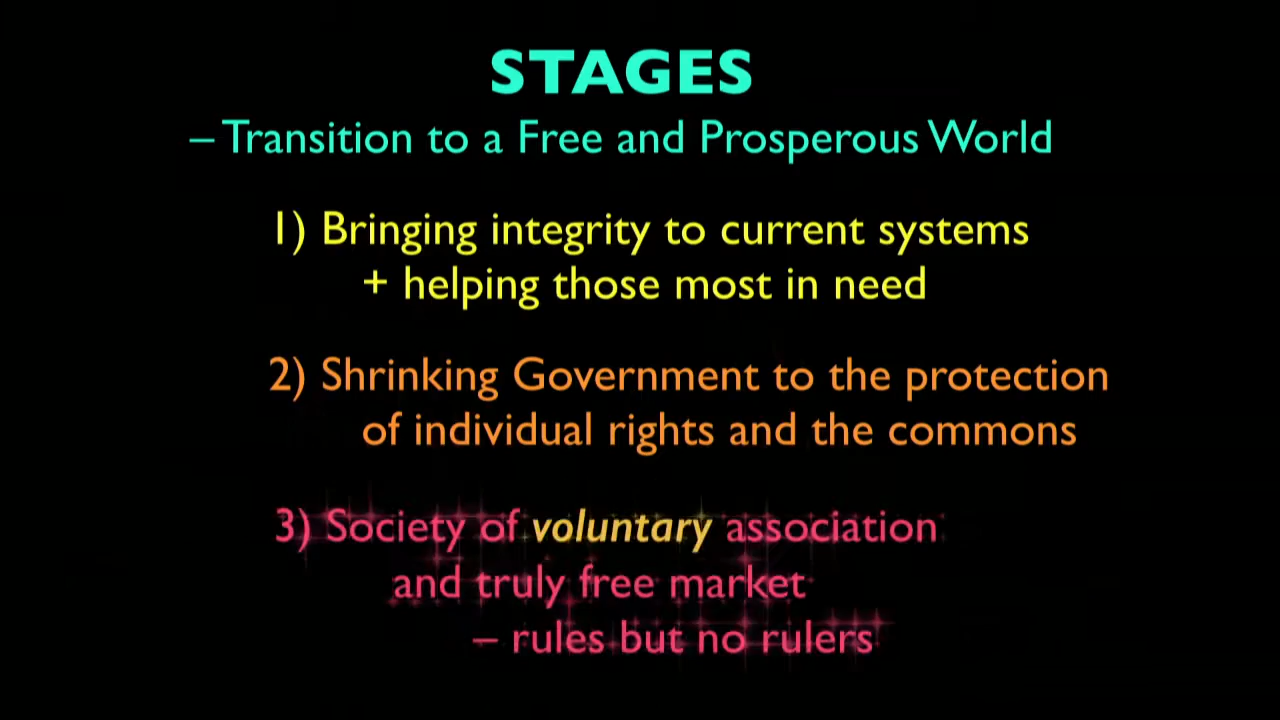 STAGES
– Transition to a Free and Prosperous World
1) Bringing integrity to current systems
+ helping those most in need
2) Shrinking Government to the protection
of individual rights and the commons
3) Society of voluntary association
and truly free market
– rules but no rulers